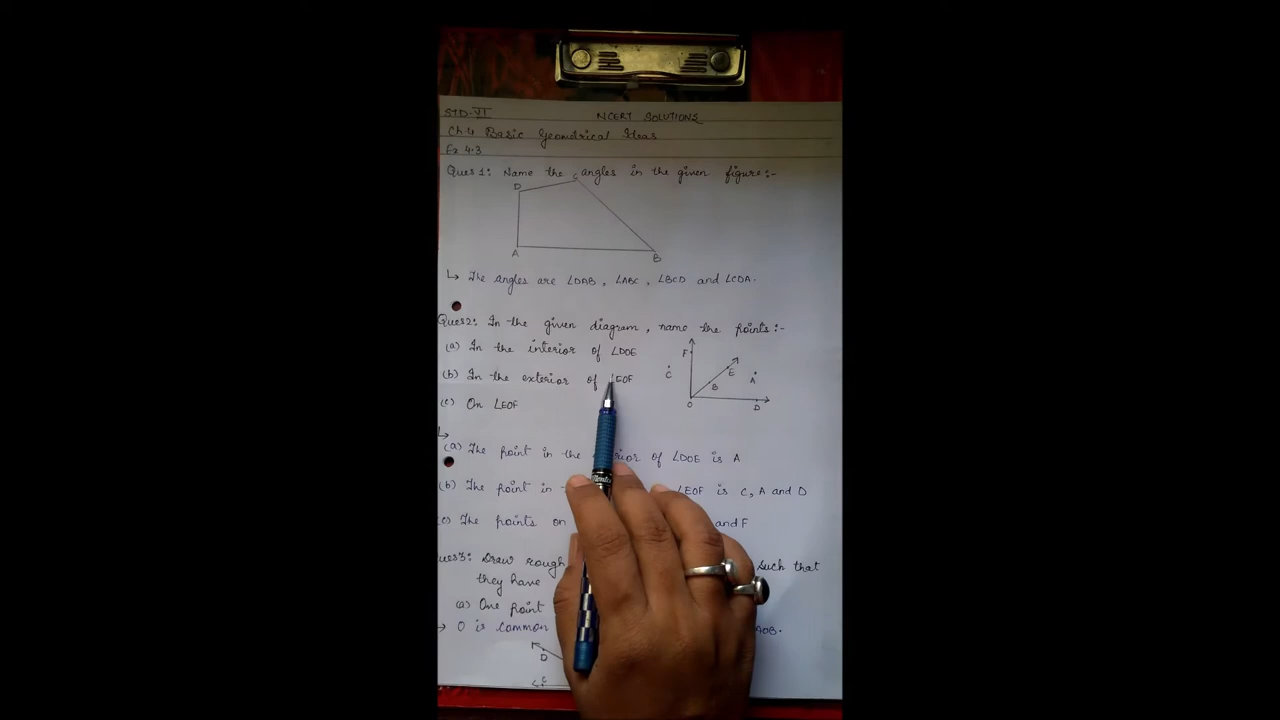 STD-VI NCERT SOLUTIONS
Ch 4 Basic Geometrical Ideas
Ex 4.3
Ques 1: Name the angles in the given figure:-
D C
A B
↳ The angles are ∠DAB, ∠ABC, ∠BCD and ∠CDA.
Ques2: In the given diagram, name the points:-
(a) In the interior of ∠DOE
(b) In the exterior of ∠EOF
(c) On ∠EOF
F C E A B O D
↳
(a) The point in the of ∠DOE is A
(b) The point in ∠EOF is C, A and D
(c) The points on and F
Ques3: Draw rough such that
they have
(a) One point
→ O is common AOB.
D
C